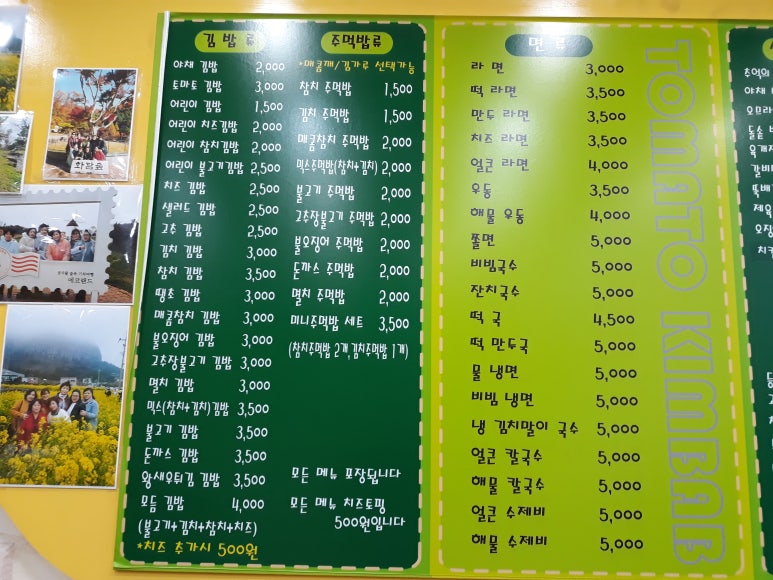 김밥류
야채 김밥 2,000
토마토 김밥 3,000
어린이 김밥 1,500
어린이 치즈김밥 2,000
어린이 참치김밥 2,000
어린이 불고기김밥 2,500
치즈 김밥 2,500
샐러드 김밥 2,500
고추 김밥 2,500
김치 김밥 3,000
참치 김밥 3,500
땡초 김밥 3,000
매콤참치 김밥 3,000
불오징어 김밥 3,000
고추장불고기 김밥 3,000
멸치 김밥 3,000
믹스(참치+김치)김밥 3,500
불고기 김밥 3,500
돈까스 김밥 3,500
왕새우튀김 김밥 3,500
모듬 김밥 4,000
(불고기+김치+참치+치즈)
*치즈 추가시 500원
주먹밥류
*매콤깨/김가루 선택가능
참치 주먹밥 1,500
김치 주먹밥 1,500
매콤참치 주먹밥 2,000
믹스주먹밥(참치+김치) 2,000
불고기 주먹밥 2,000
고추장불고기 주먹밥 2,000
불오징어 주먹밥 2,000
돈까스 주먹밥 2,000
멸치 주먹밥 2,000
미니주먹밥 세트 3,500
(참치주먹밥 2개,김치주먹밥 1개)
모든 메뉴 포장됩니다
모든 메뉴 치즈토핑
500원입니다
면 류
라 면 3,000
떡 라면 3,500
만두 라면 3,500
치즈 라면 3,500
얼큰 라면 4,000
우동 3,500
해물 우동 4,000
쫄면 5,000
비빔국수 5,000
잔치국수 5,000
떡 국 4,500
떡 만두국 5,000
물 냉면 5,000
비빔 냉면 5,000
냉 김치말이 국수 5,000
얼큰 칼국수 5,000
해물 칼국수 5,000
얼큰 수제비 5,000
해물 수제비 5,000
TOMATO KIMBAB
추억의
야채
돌솥
제육
에코랜드